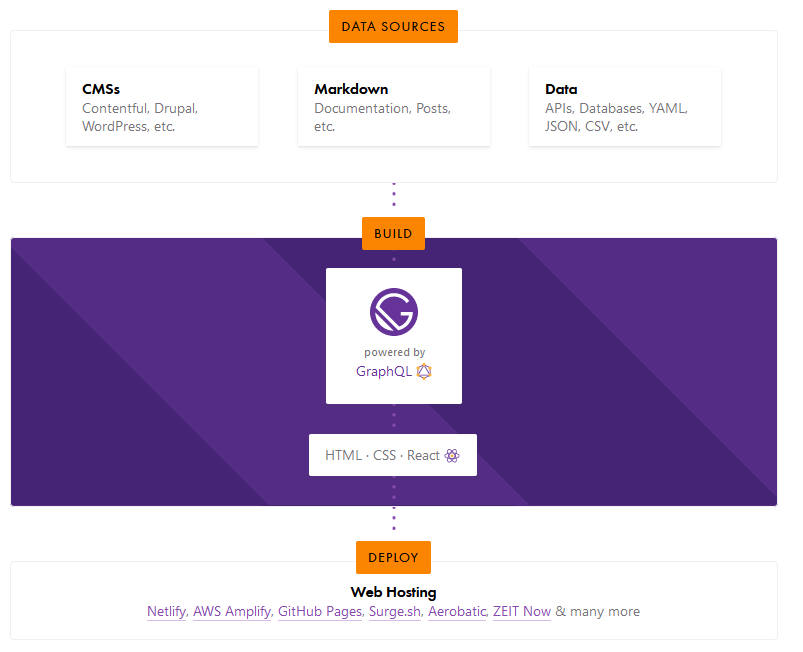 DATA SOURCES
CMSs
Contentful, Drupal,
WordPress, etc.
Markdown
Documentation, Posts,
etc.
Data
APIs, Databases, YAML,
JSON, CSV, etc.
BUILD
powered by
GraphQL
HTML · CSS · React
DEPLOY
Web Hosting
Netlify, AWS Amplify, GitHub Pages, Surge.sh, Aerobatic, ZEIT Now & many more